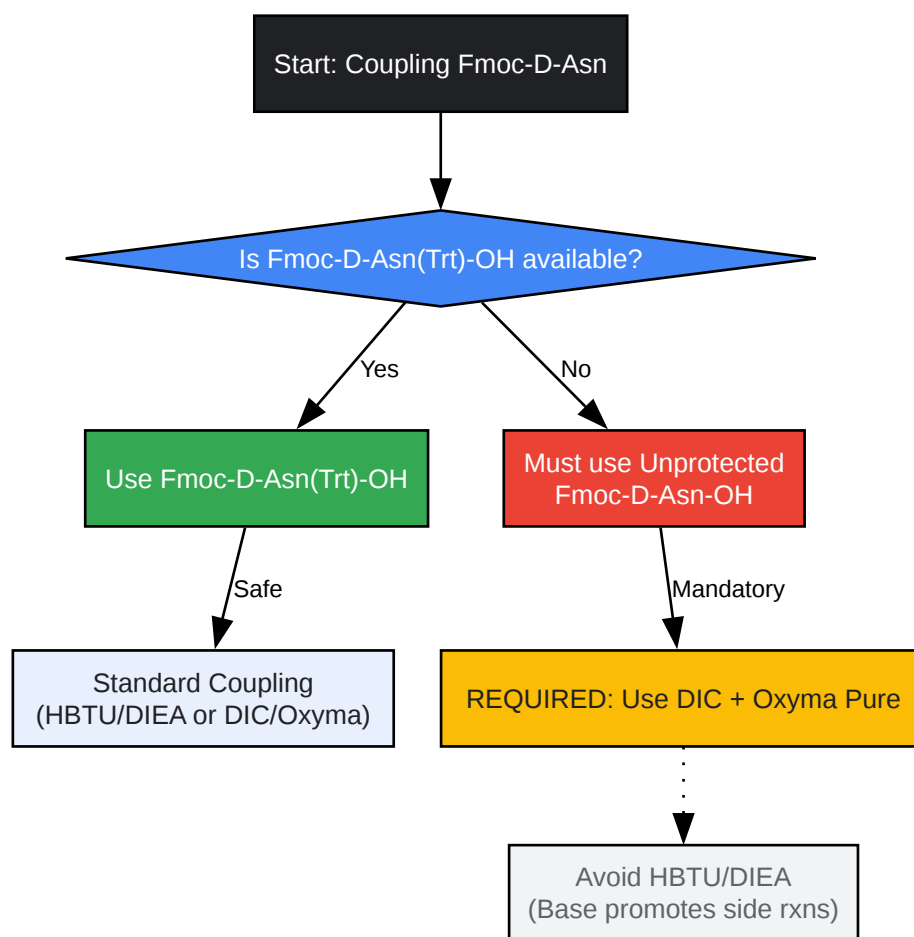 Start: Coupling Fmoc-D-Asn
Is Fmoc-D-Asn(Trt)-OH available?
Yes
No
Use Fmoc-D-Asn(Trt)-OH
Must use Unprotected
Fmoc-D-Asn-OH
Safe
Mandatory
Standard Coupling
(HBTU/DIEA or DIC/Oxyma)
REQUIRED: Use DIC + Oxyma Pure
Avoid HBTU/DIEA
(Base promotes side rxns)